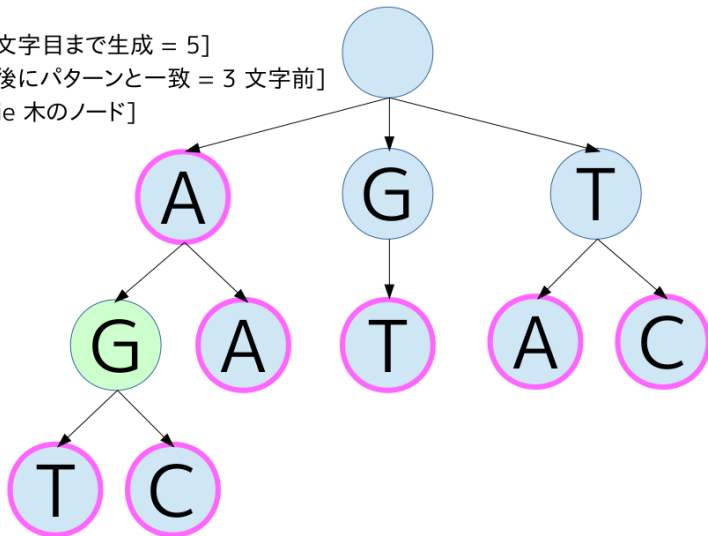 文字目まで生成 = 5]
後にパターンと一致 = 3 文字前]
ie 木のノード]
A G T
G A T A C
T C